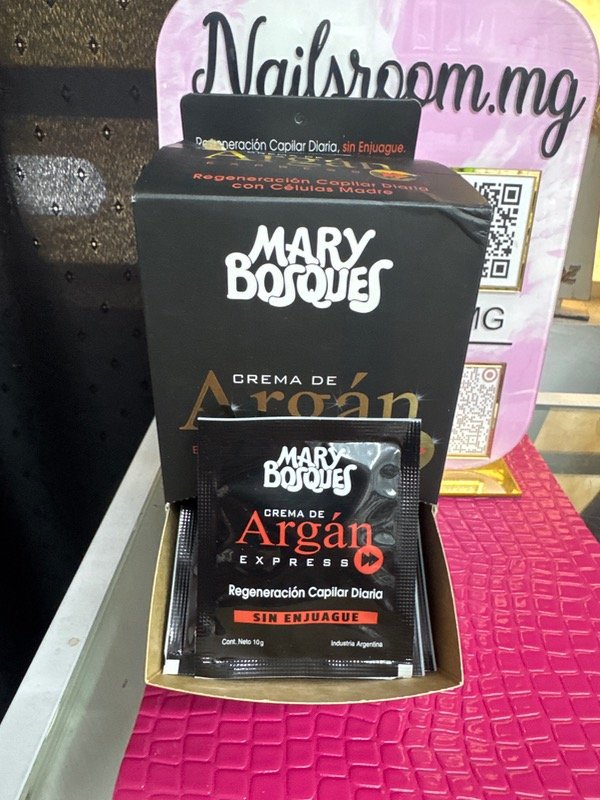 Nailsroom.mg
Regeneración Capilar Diaria, sin Enjuague.
Argán
Regeneración Capilar Diaria
con Células Madre
MARY
BOSQUES
CREMA DE
Argán
MG
MARY
BOSQUES
CREMA DE
Argán
EXPRESS
Regeneración Capilar Diaria
SIN ENJUAGUE
Cont. Neto 10g
Industria Argentina